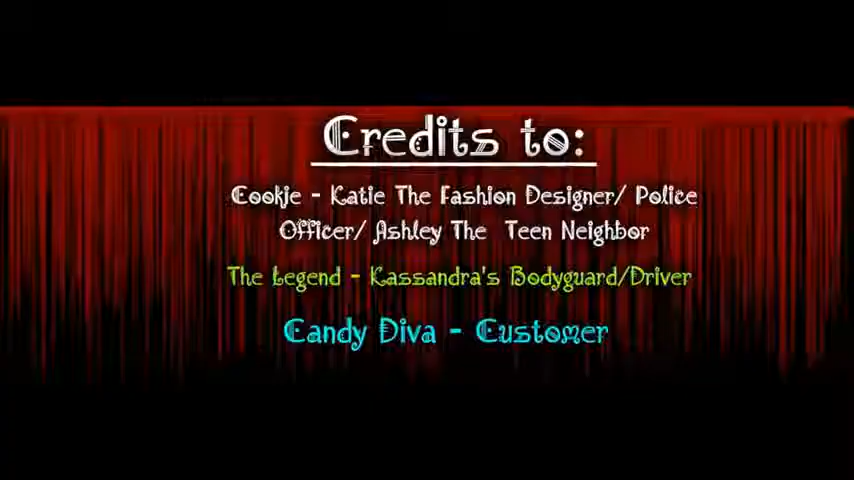 Credits to:
Cookie - Katie The Fashion Designer/ Police
Officer/ Ashley The Teen Neighbor
The Legend - Kassandra's Bodyguard/Driver
Candy Diva - Customer